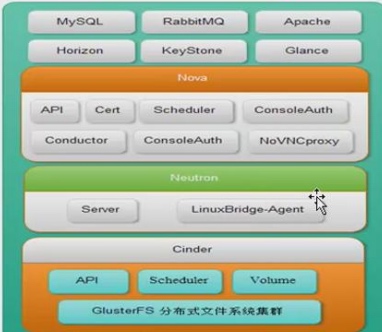 MySQL RabbitMQ Apache
Horizon KeyStone Glance
Nova
API Cert Scheduler ConsoleAuth
Conductor ConsoleAuth NoVNCproxy
Neutron
Server LinuxBridge-Agent
Cinder
API Scheduler Volume
GlusterFS 分布式文件系统集群